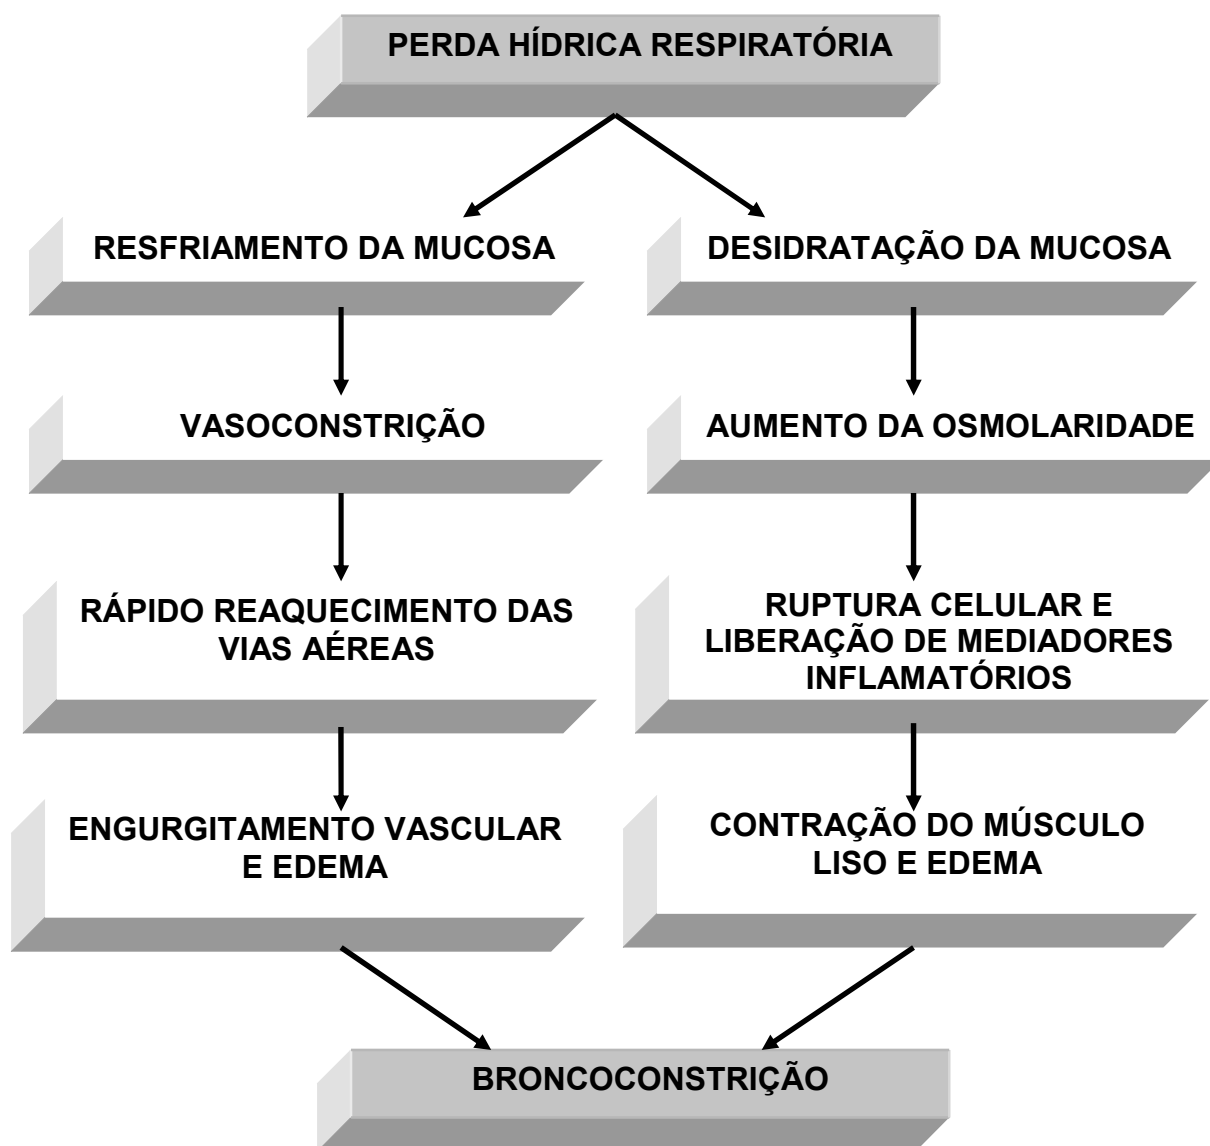 PERDA HÍDRICA RESPIRATÓRIA
RESFRIAMENTO DA MUCOSA
DESIDRATAÇÃO DA MUCOSA
VASOCONSTRIÇÃO
AUMENTO DA OSMOLARIDADE
RÁPIDO REAQUECIMENTO DAS
VIAS AÉREAS
RUPTURA CELULAR E
LIBERAÇÃO DE MEDIADORES
INFLAMATÓRIOS
ENGURGITAMENTO VASCULAR
E EDEMA
CONTRAÇÃO DO MÚSCULO
LISO E EDEMA
BRONCOCONSTRIÇÃO